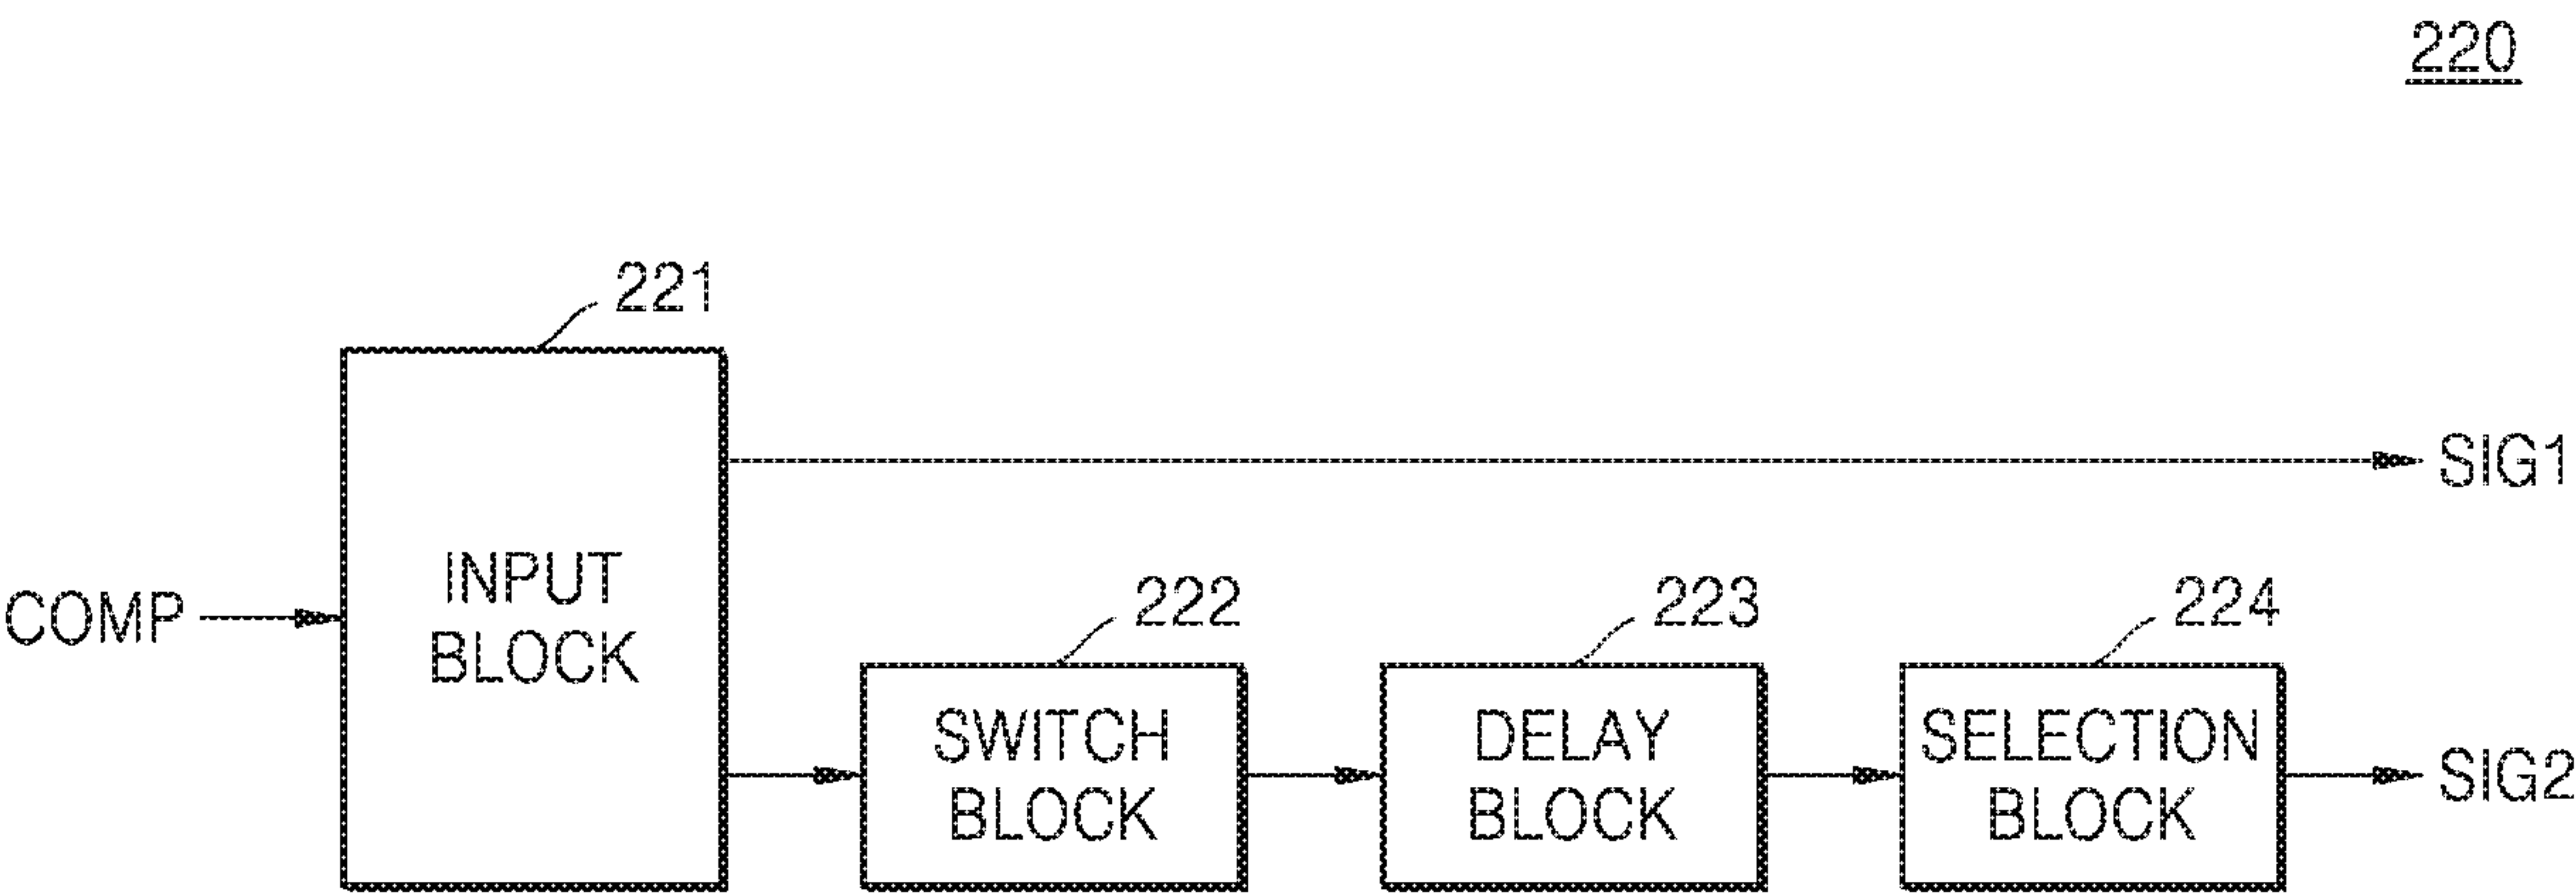 220
221
SIG1
INPUT
BLOCK
COMP
222
223
224
SWITCH
BLOCK
DELAY
BLOCK
SELECTION
BLOCK
SIG2